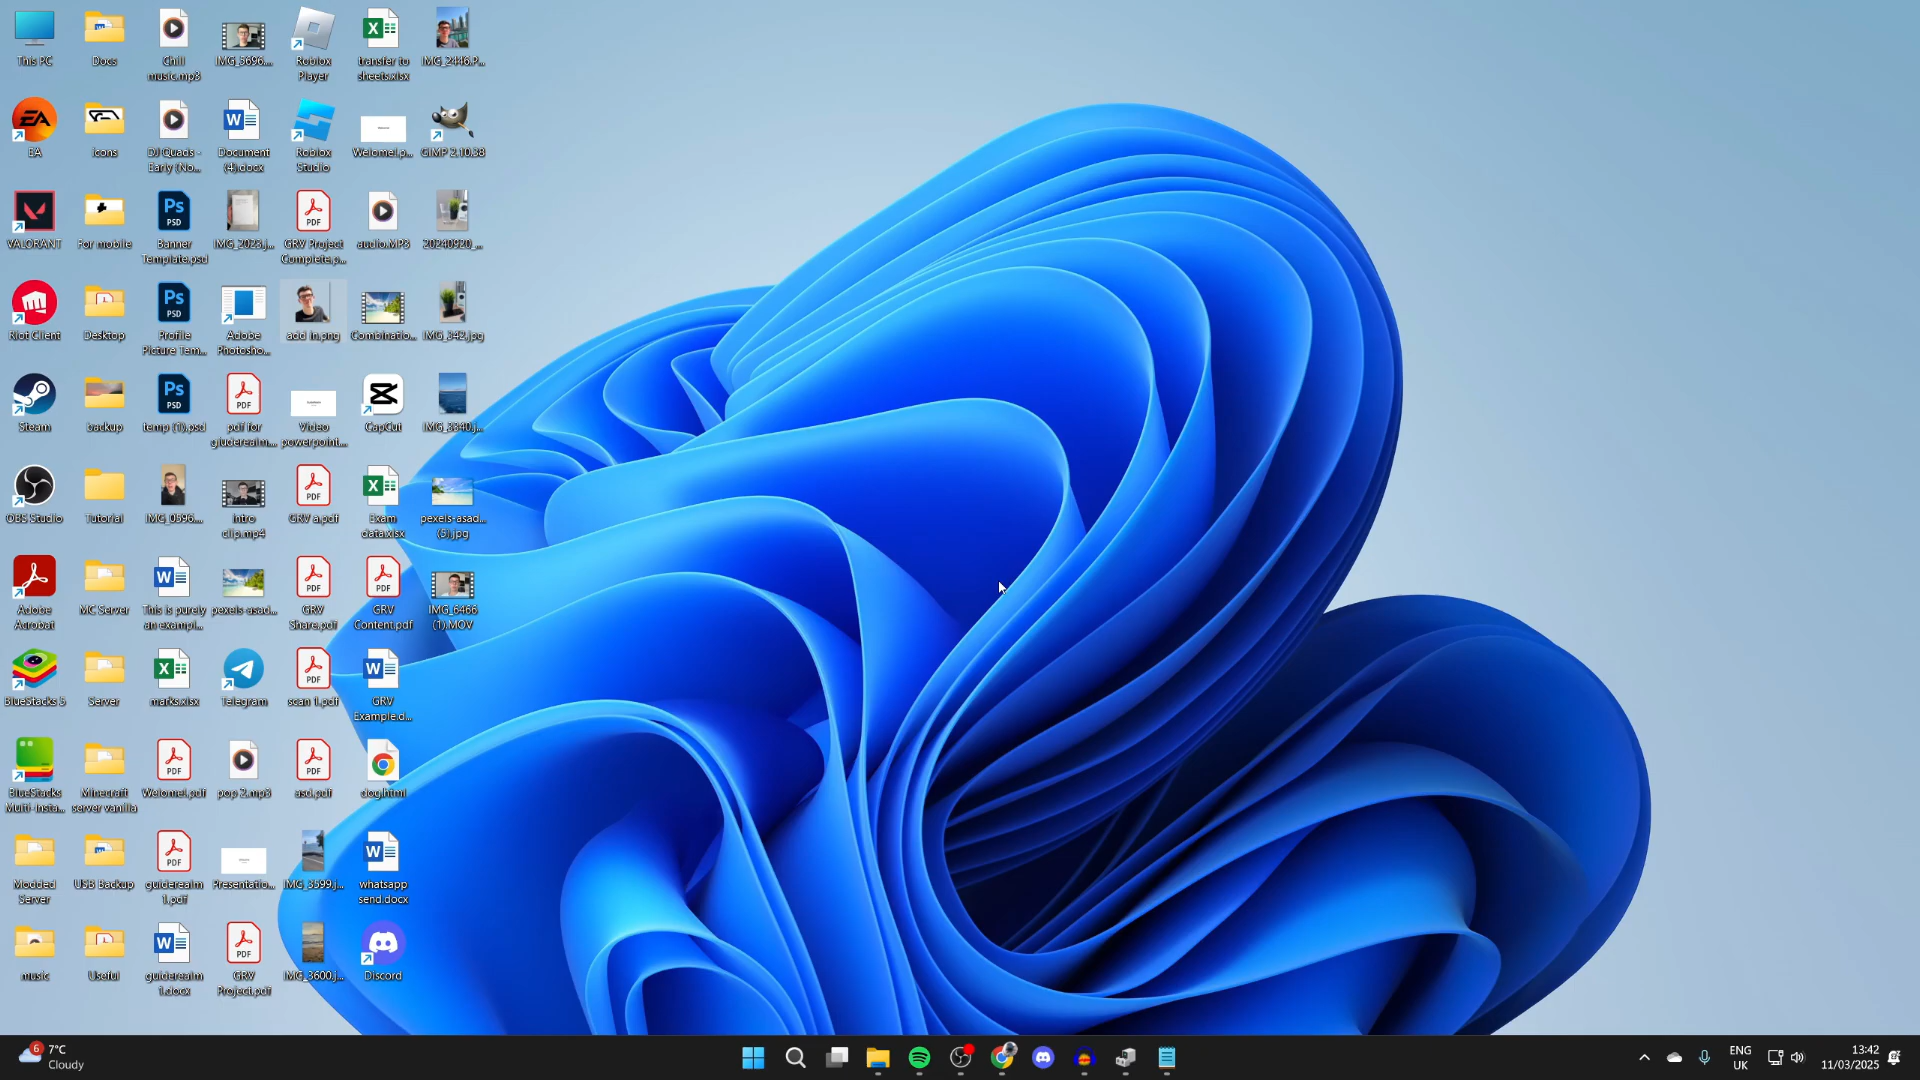 This PC
Docs
Chill
music.mp3
IMG_5696....
Roblox
Player
transfer to
sheets.xlsx
IMG_2446.P...
EA
Icons
DJ Quads -
Early (No...
Document
(4).docx
Roblox
Studio
Welome!.p...
GIMP 2.10.38
VALORANT
For mobile
Banner
Template.psd
IMG_2023.j...
GRV Project
Complete.p...
audio.MP3
20240920_...
Riot Client
Desktop
Profile
Picture Tem...
Adobe
Photosho...
add in.png
Combinatio...
IMG_342.jpg
Steam
backup
temp (1).psd
pdf for
giuderealm...
Video
powerpoint...
CapCut
IMG_3340.j...
OBS Studio
Tutorial
IMG_0596....
intro
clip.mp4
GRV a.pdf
Exam
data.xlsx
pexels-asad...
(5).jpg
Adobe
Acrobat
MC Server
This is purely
an exampl...
pexels-asad...
GRV
Share.pdf
GRV
Content.pdf
IMG_6466
(1).MOV
BlueStacks 5
Server
marks.xlsx
Telegram
scan 1.pdf
GRV
Example.d...
BlueStacks
Multi-Insta...
Minecraft
server vanilla
Welome!.pdf
pop 2.mp3
asd.pdf
dog.html
Modded
Server
USB Backup
guiderealm
1.pdf
Presentatio...
IMG_3599.j...
whatsapp
send.docx
music
Useful
guiderealm
1.docx
GRV
Project.pdf
IMG_3600.j...
Discord
6
7°C
Cloudy
ENG
UK
13:42
11/03/2025